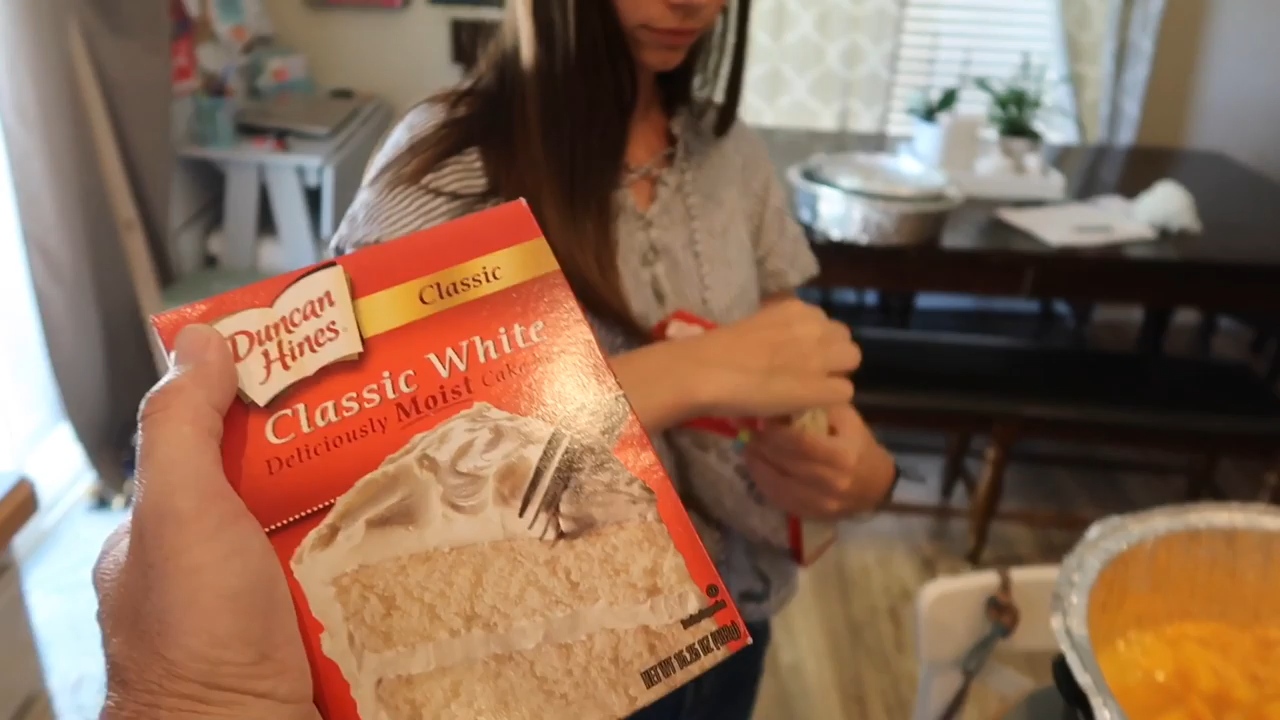 Duncan
Hines
Classic
Classic White
Deliciously Moist Cake